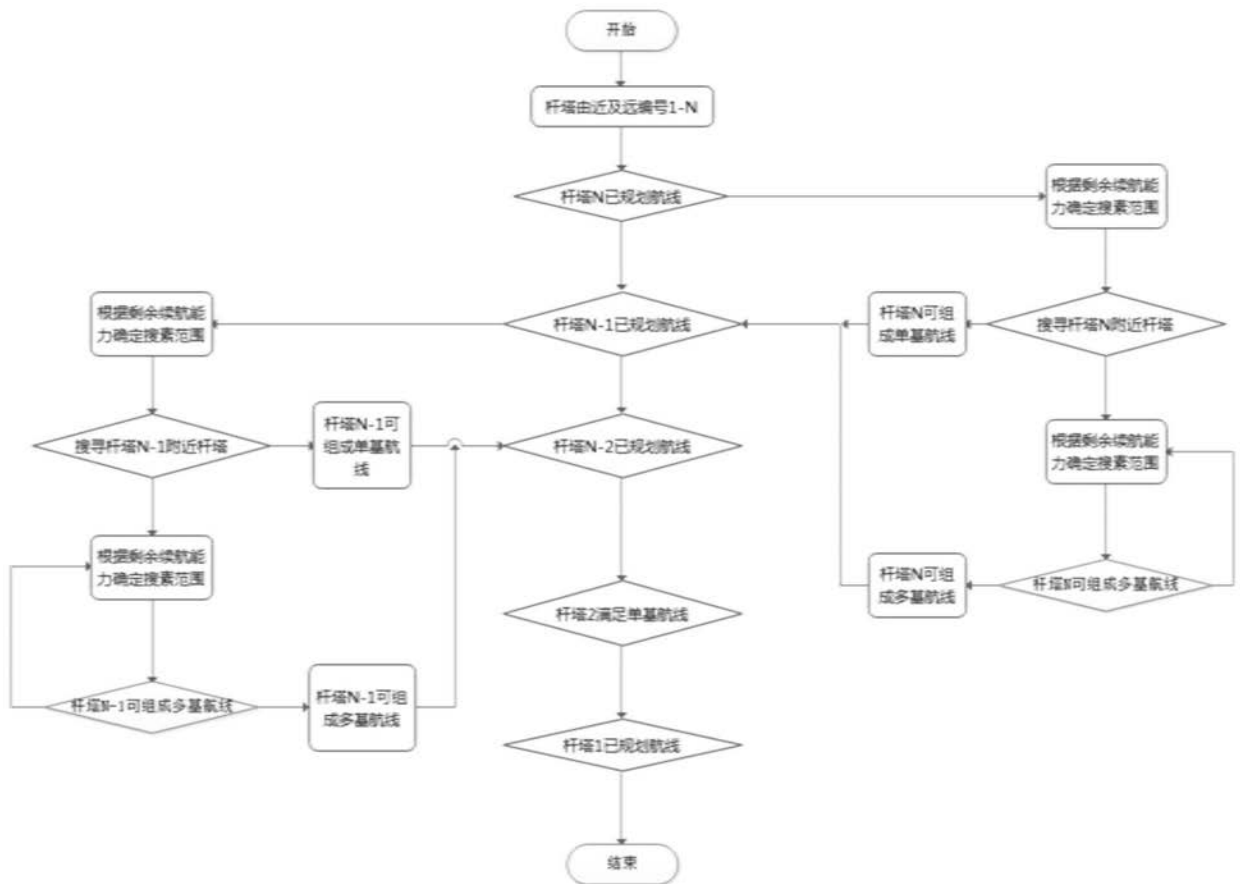 开始
杆塔由近及远编号1-N
杆塔N已规划航线
根据剩余续航能
力确定搜素范围
根据剩余续航能
力确定搜素范围
杆塔N-1已规划航线
杆塔N可组
成单基航线
搜寻杆塔N附近杆塔
搜寻杆塔N-1附近杆塔
杆塔N-1可
组成单基航
线
杆塔N-2已规划航线
根据剩余续航能
力确定搜素范围
根据剩余续航能
力确定搜素范围
杆塔2满足单基航线
杆塔N可组
成多基航线
杆塔N可组成多基航线
杆塔N-1可组成多基航线
杆塔N-1可组
成多基航线
杆塔1已规划航线
结束